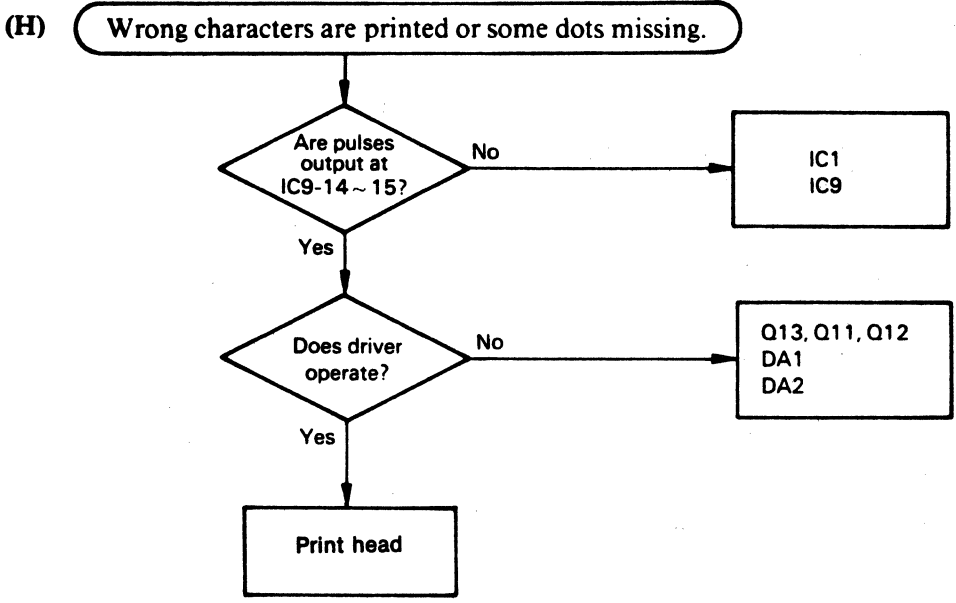 (H) Wrong characters are printed or some dots missing.
Are pulses
output at
IC9-14~15?
No
IC1
IC9
Yes
Does driver
operate?
No
Q13, Q11, Q12
DA1
DA2
Yes
Print head